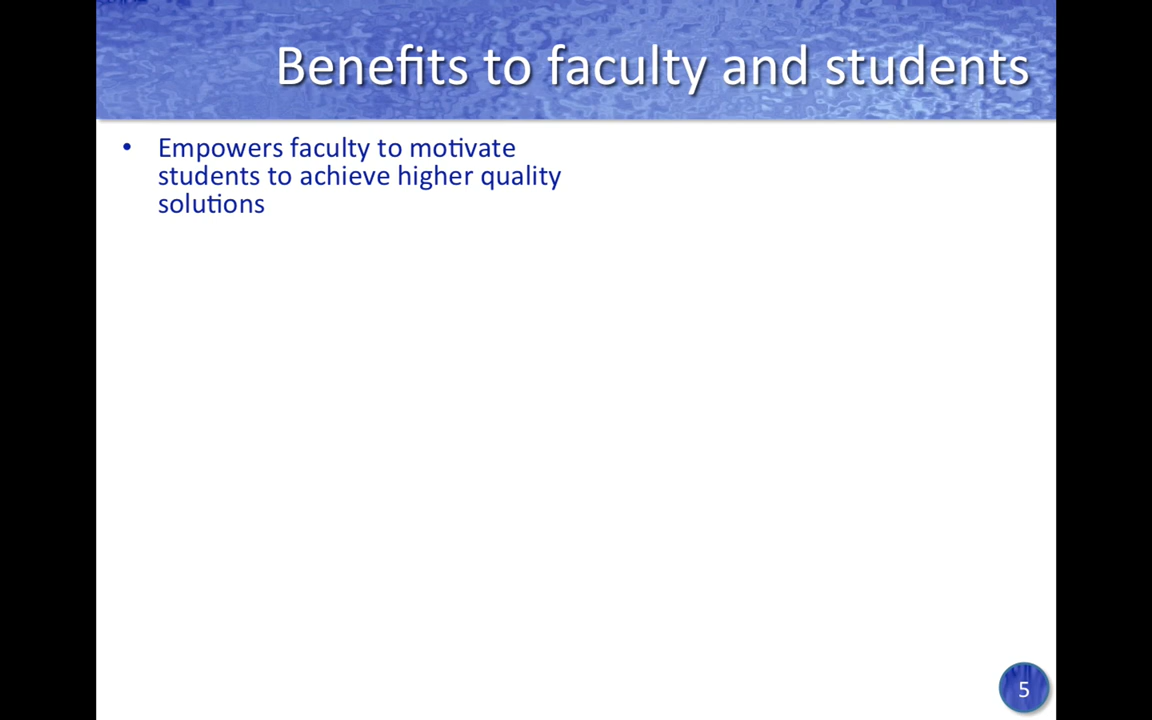 Benefits to faculty and students
• Empowers faculty to motivate
students to achieve higher quality
solutions
5